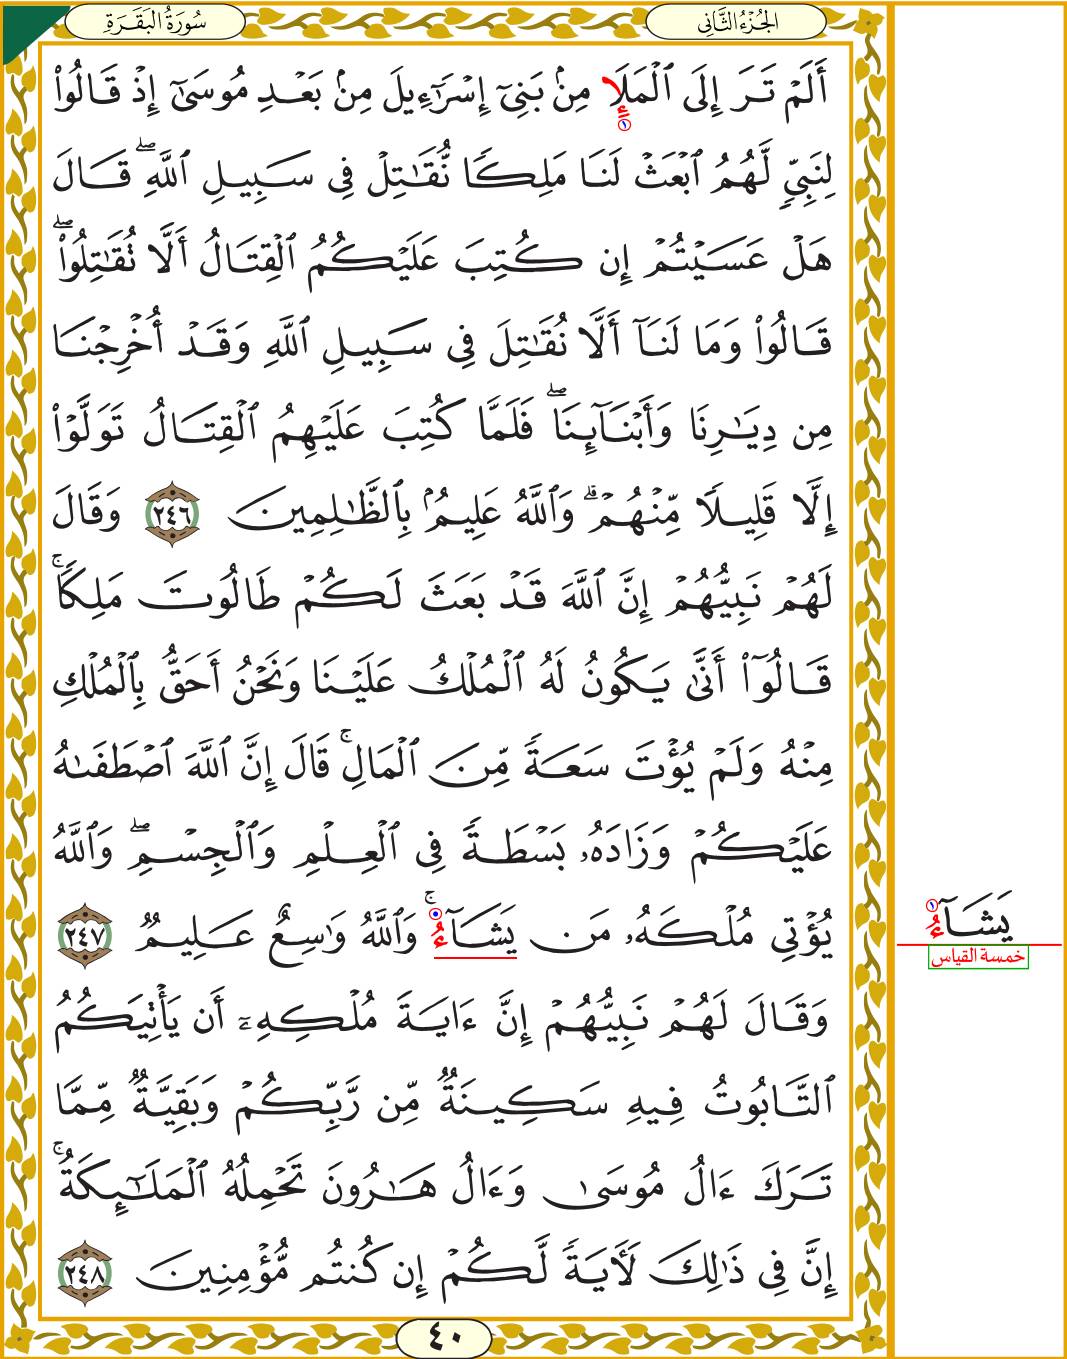 الجُزْءُ الثَّانِي
سُورَةُ البَقَرَةِ
أَلَمْ تَرَ إِلَى ٱلْمَلَإِ مِنۢ بَنِىٓ إِسْرَٰٓءِيلَ مِنۢ بَعْدِ مُوسَىٰٓ إِذْ قَالُوا۟
١
لِنَبِىٍّ لَّهُمُ ٱبْعَثْ لَنَا مَلِكًا نُّقَٰتِلْ فِى سَبِيلِ ٱللَّهِ ۖ قَالَ
هَلْ عَسَيْتُمْ إِن كُتِبَ عَلَيْكُمُ ٱلْقِتَالُ أَلَّا تُقَٰتِلُوا۟ ۖ
قَالُوا۟ وَمَا لَنَآ أَلَّا نُقَٰتِلَ فِى سَبِيلِ ٱللَّهِ وَقَدْ أُخْرِجْنَا
مِن دِيَٰرِنَا وَأَبْنَآئِنَا ۖ فَلَمَّا كُتِبَ عَلَيْهِمُ ٱلْقِتَالُ تَوَلَّوْا۟
إِلَّا قَلِيلًا مِّنْهُمْ ۗ وَٱللَّهُ عَلِيمٌۢ بِٱلظَّٰلِمِينَ ٢٤٦ وَقَالَ
لَهُمْ نَبِيُّهُمْ إِنَّ ٱللَّهَ قَدْ بَعَثَ لَكُمْ طَالُوتَ مَلِكًا ۚ
قَالُوٓا۟ أَنَّىٰ يَكُونُ لَهُ ٱلْمُلْكُ عَلَيْنَا وَنَحْنُ أَحَقُّ بِٱلْمُلْكِ
مِنْهُ وَلَمْ يُؤْتَ سَعَةً مِّنَ ٱلْمَالِ ۚ قَالَ إِنَّ ٱللَّهَ ٱصْطَفَىٰهُ
عَلَيْكُمْ وَزَادَهُۥ بَسْطَةً فِى ٱلْعِلْمِ وَٱلْجِسْمِ ۖ وَٱللَّهُ
يُؤْتِى مُلْكَهُۥ مَن يَشَآءُ ۚ وَٱللَّهُ وَٰسِعٌ عَلِيمٌ ٢٤٧
وَقَالَ لَهُمْ نَبِيُّهُمْ إِنَّ ءَايَةَ مُلْكِهِۦٓ أَن يَأْتِيَكُمُ
ٱلتَّابُوتُ فِيهِ سَكِينَةٌ مِّن رَّبِّكُمْ وَبَقِيَّةٌ مِّمَّا
تَرَكَ ءَالُ مُوسَىٰ وَءَالُ هَٰرُونَ تَحْمِلُهُ ٱلْمَلَٰٓئِكَةُ ۚ
إِنَّ فِى ذَٰلِكَ لَءَايَةً لَّكُمْ إِن كُنتُم مُّؤْمِنِينَ ٢٤٨
٤٠
يَشَآءُ ١
خمسة القياس